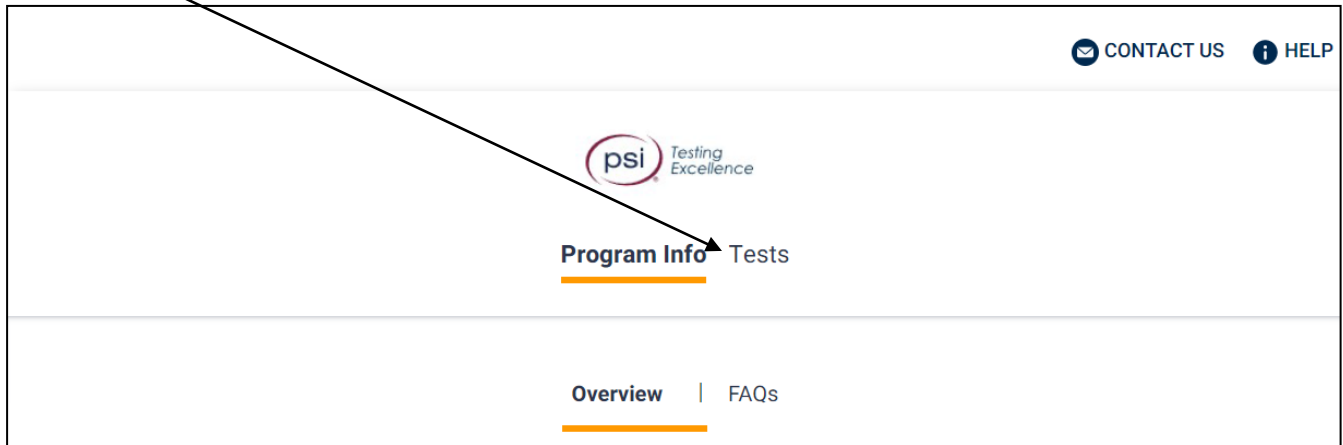 CONTACT US HELP
psi Testing
Excellence
Program Info Tests
Overview | FAQs